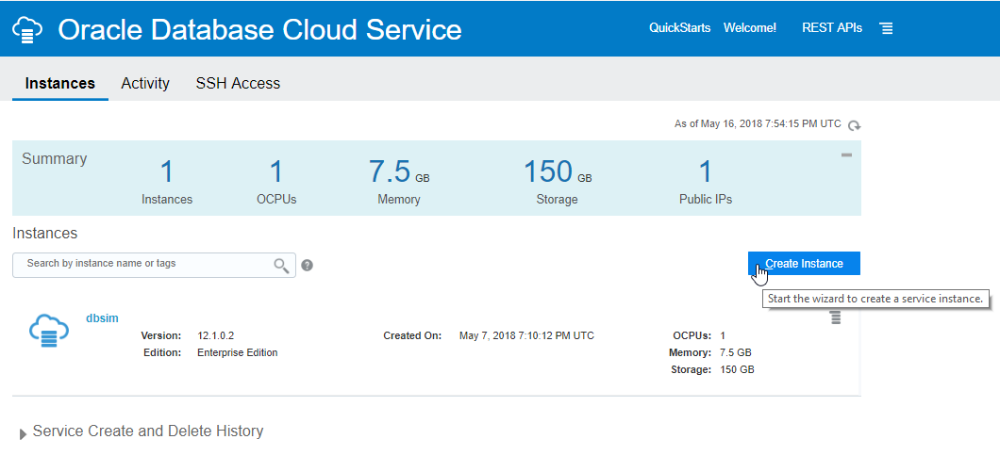 Oracle Database Cloud Service
QuickStarts Welcome! REST APIs
Instances Activity SSH Access
As of May 16, 2018 7:54:15 PM UTC
Summary
1 1 7.5 GB 150 GB 1
Instances OCPUs Memory Storage Public IPs
Instances
Search by instance name or tags
?
Create Instance
Start the wizard to create a service instance.
dbsim
Version: 12.1.0.2 Created On: May 7, 2018 7:10:12 PM UTC OCPUs: 1
Edition: Enterprise Edition Memory: 7.5 GB
Storage: 150 GB
Service Create and Delete History